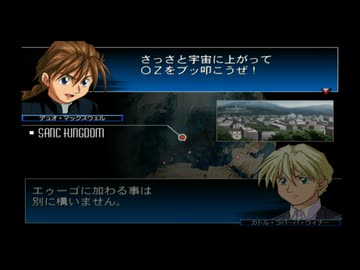 さっさと宇宙に上がって
OZをブッ叩こうぜ！
デュオ・マックスウェル
SANC KINGDOM
エゥーゴに加わる事は
別に構いません。
カトル・ラバーバ・ウィナー